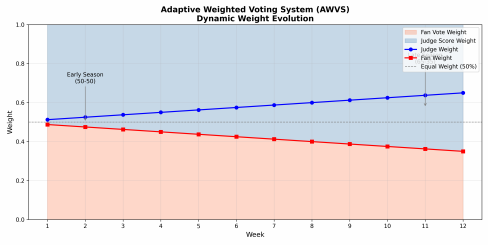 Adaptive Weighted Voting System (AWVS)
Dynamic Weight Evolution
Fan Vote Weight
Judge Score Weight
Judge Weight
Fan Weight
Equal Weight (50%)
Early Season
(50-50)
Weight
1.0
0.8
0.6
0.4
0.2
0.0
1 2 3 4 5 6 7 8 9 10 11 12
Week